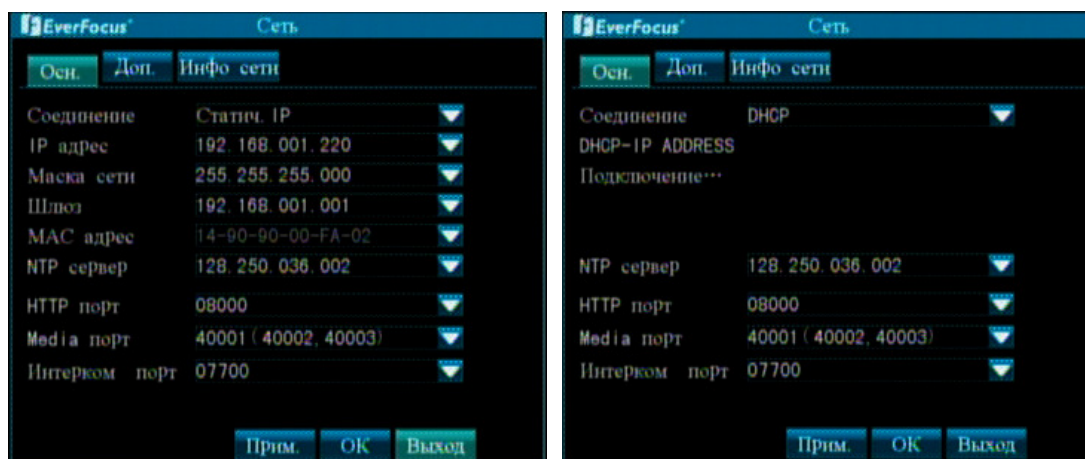 EverFocus Сеть
Осн. Доп. Инфо сети
Соединение Статич. IP
IP адрес 192.168.001.220
Маска сети 255.255.255.000
Шлюз 192.168.001.001
MAC адрес 14-90-90-00-FA-02
NTP сервер 128.250.036.002
HTTP порт 08000
Media порт 40001(40002,40003)
Интерком порт 07700
Прим. OK Выход
EverFocus Сеть
Осн. Доп. Инфо сети
Соединение DHCP
DHCP-IP ADDRESS
Подключение…
NTP сервер 128.250.036.002
HTTP порт 08000
Media порт 40001(40002,40003)
Интерком порт 07700
Прим. OK Выход